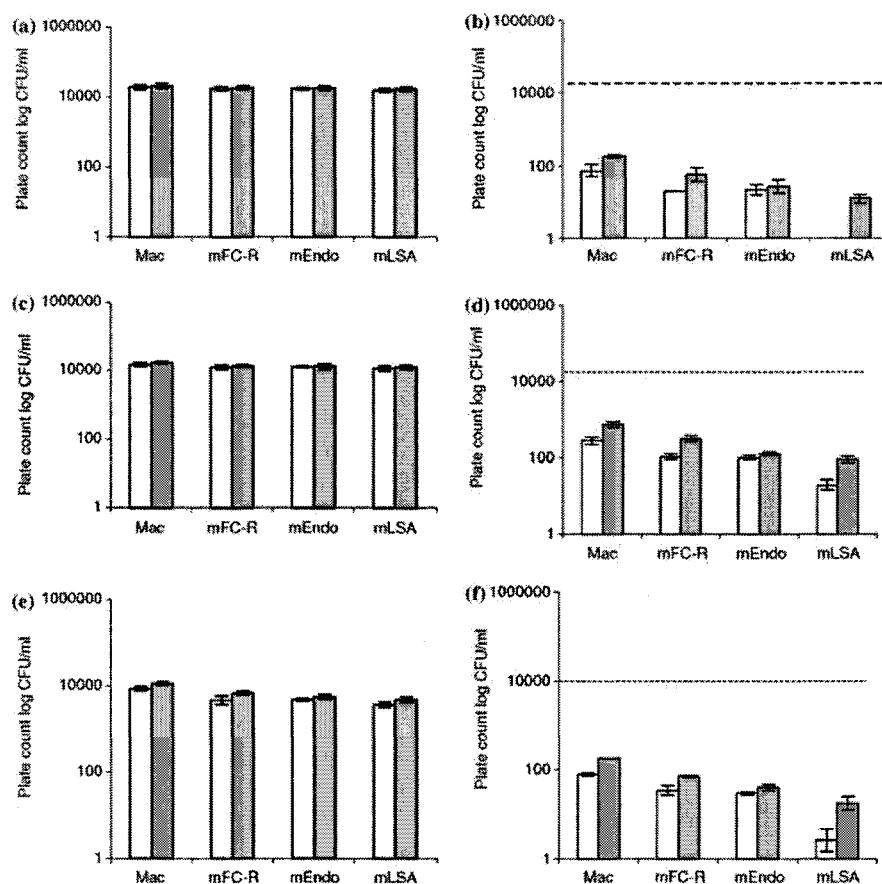 (a) 1000000
10000
100
1
Plate count log CFU/ml
Mac mFC-R mEndo mLSA
(b) 1000000
10000
100
1
Plate count log CFU/ml
Mac mFC-R mEndo mLSA
(c) 1000000
10000
100
1
Plate count log CFU/ml
Mac mFC-R mEndo mLSA
(d) 1000000
10000
100
1
Plate count log CFU/ml
Mac mFC-R mEndo mLSA
(e) 1000000
10000
100
1
Plate count log CFU/ml
Mac mFC-R mEndo mLSA
(f) 1000000
10000
100
1
Plate count log CFU/ml
Mac mFC-R mEndo mLSA